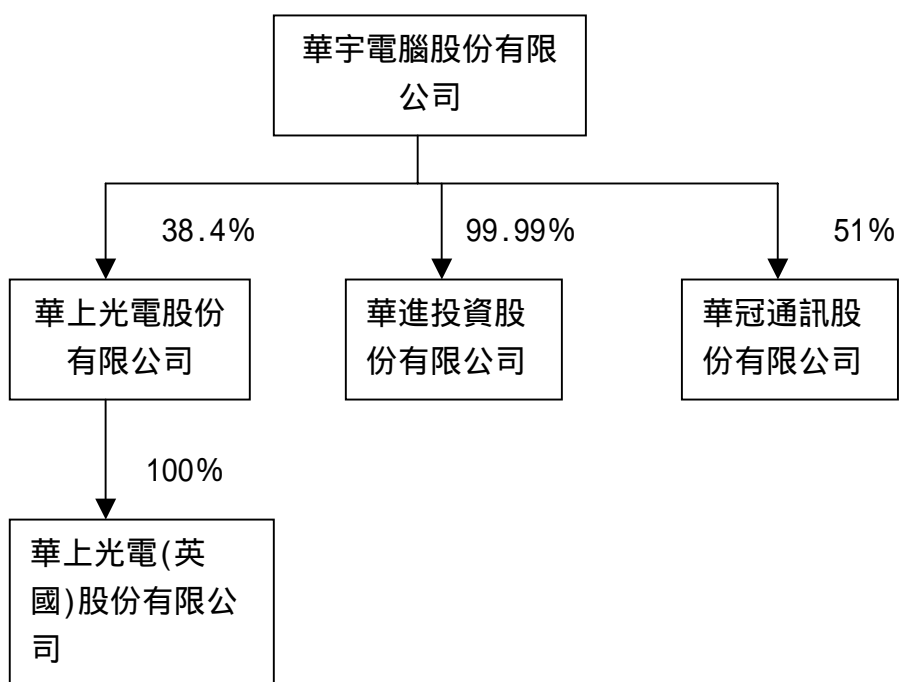 華宇電腦股份有限
公司
38.4%
99.99%
51%
華上光電股份
有限公司
華進投資股
份有限公司
華冠通訊股
份有限公司
100%
華上光電(英
國)股份有限公
司